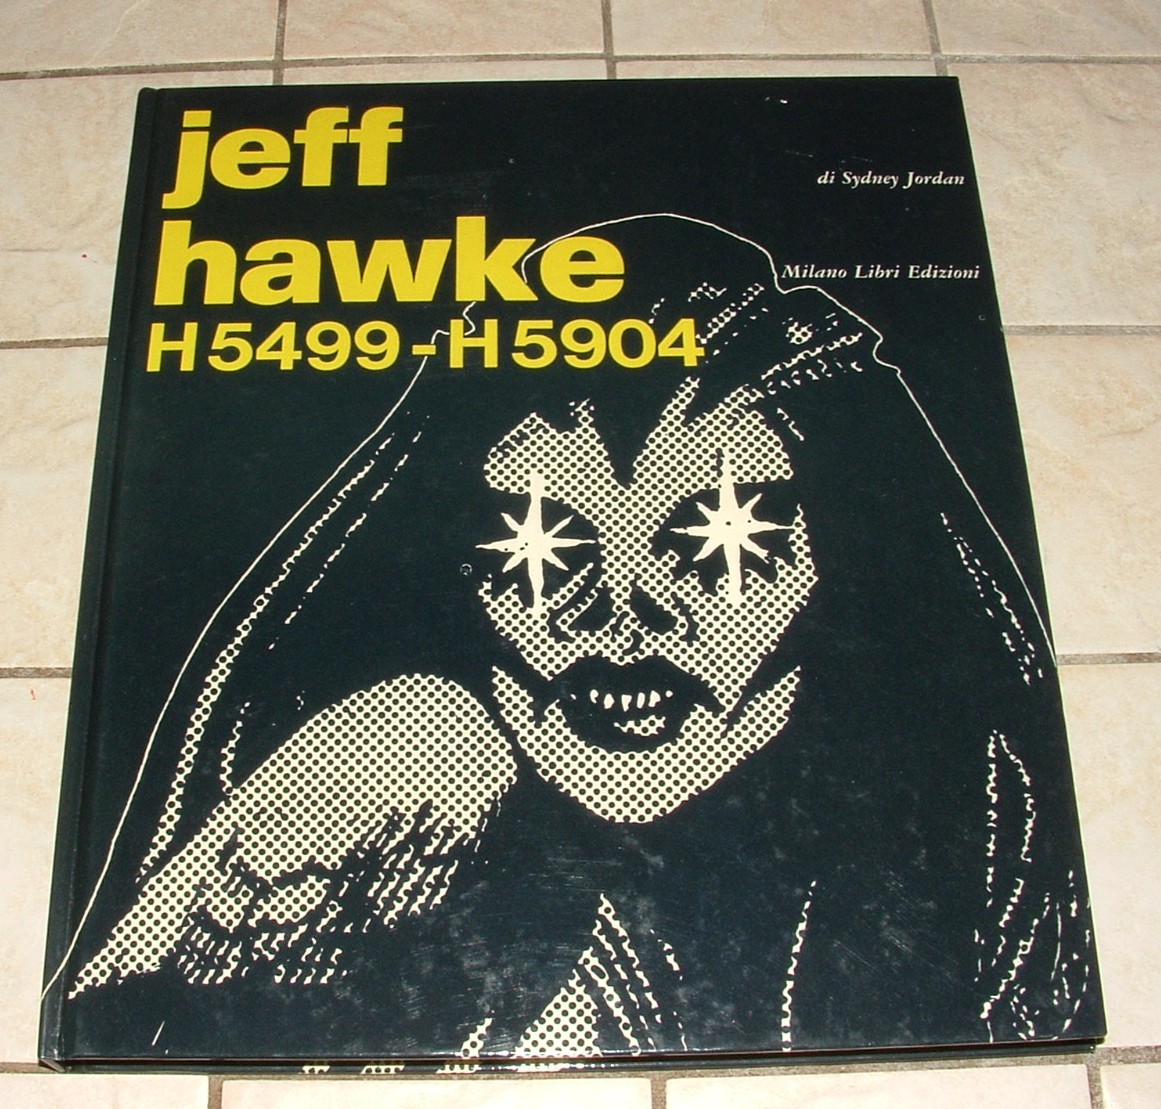 jeff
hawke
H5499-H5904
di Sydney Jordan
Milano Libri Edizioni